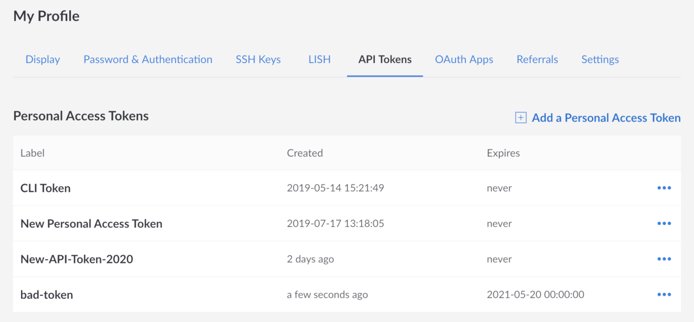 My Profile
Display Password & Authentication SSH Keys LISH API Tokens OAuth Apps Referrals Settings
Personal Access Tokens Add a Personal Access Token
Label Created Expires
CLI Token 2019-05-14 15:21:49 never
New Personal Access Token 2019-07-17 13:18:05 never
New-API-Token-2020 2 days ago never
bad-token a few seconds ago 2021-05-20 00:00:00